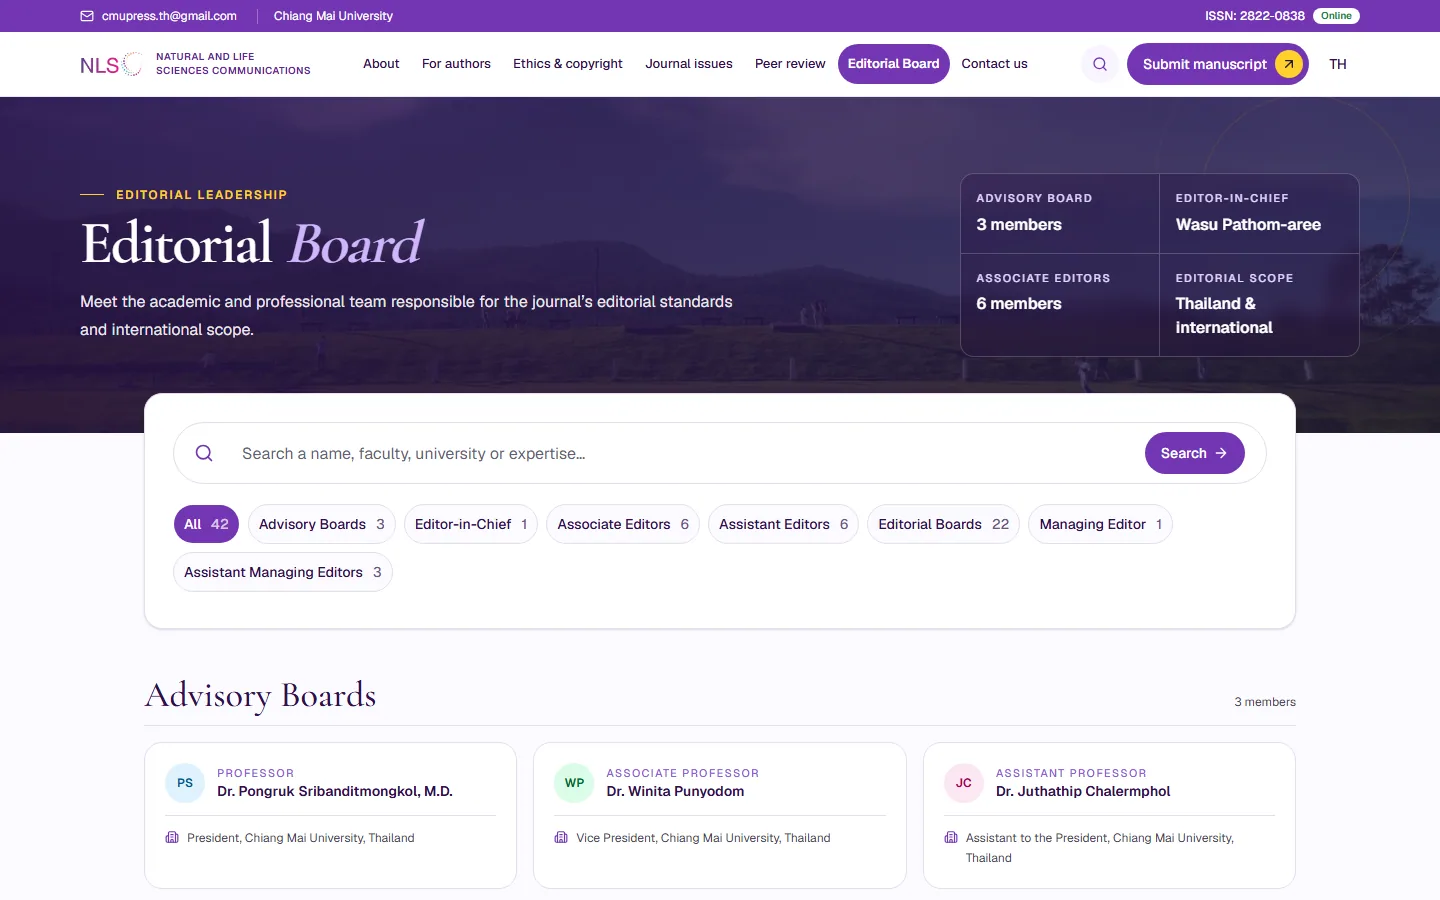 cmupress.th@gmail.com
Chiang Mai University
ISSN: 2822-0838
Online
NLSC
NATURAL AND LIFE
SCIENCES COMMUNICATIONS
About
For authors
Ethics & copyright
Journal issues
Peer review
Editorial Board
Contact us
Submit manuscript
TH
EDITORIAL LEADERSHIP
Editorial Board
Meet the academic and professional team responsible for the journal’s editorial standards
and international scope.
ADVISORY BOARD
3 members
EDITOR-IN-CHIEF
Wasu Pathom-aree
ASSOCIATE EDITORS
6 members
EDITORIAL SCOPE
Thailand &
international
Search a name, faculty, university or expertise...
Search
All 42
Advisory Boards 3
Editor-in-Chief 1
Associate Editors 6
Assistant Editors 6
Editorial Boards 22
Managing Editor 1
Assistant Managing Editors 3
Advisory Boards
3 members
PS
PROFESSOR
Dr. Pongruk Sribanditmongkol, M.D.
President, Chiang Mai University, Thailand
WP
ASSOCIATE PROFESSOR
Dr. Winita Punyodom
Vice President, Chiang Mai University, Thailand
JC
ASSISTANT PROFESSOR
Dr. Juthathip Chalermphol
Assistant to the President, Chiang Mai University,
Thailand